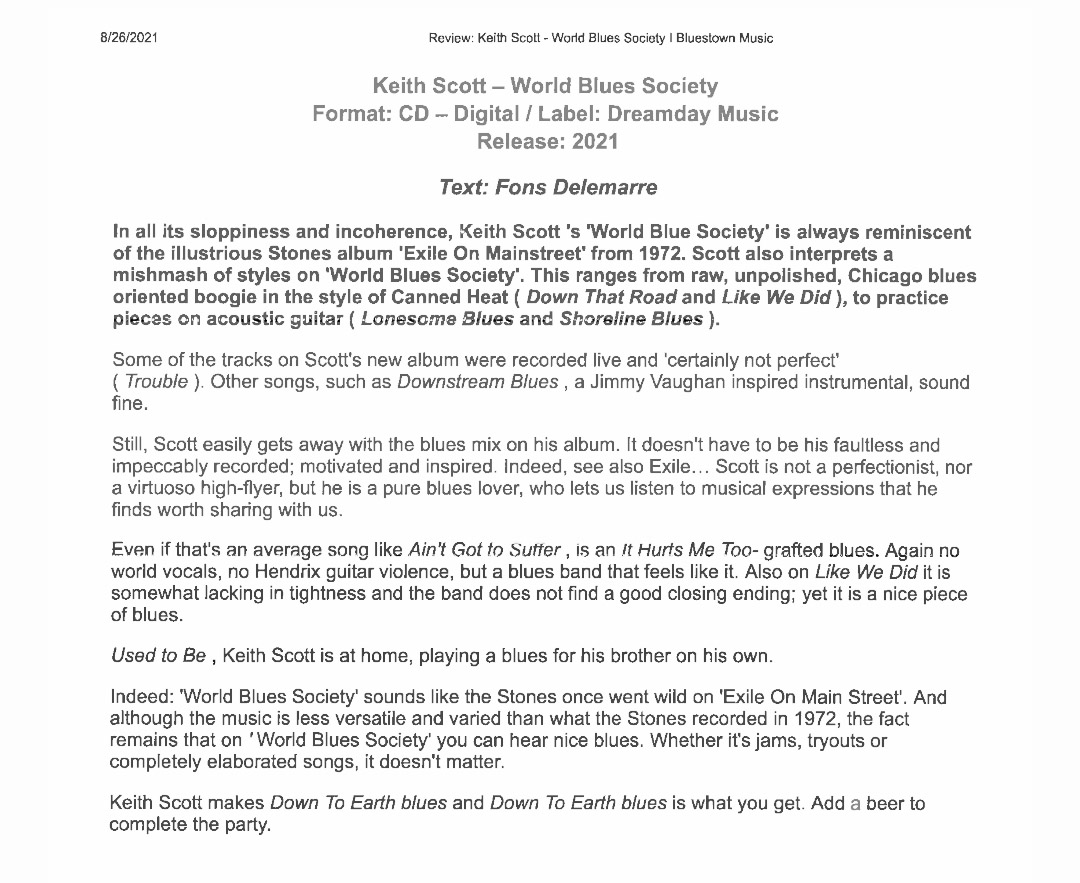 8/26/2021
Review: Keith Scott - World Blues Society I Bluestown Music
Keith Scott – World Blues Society
Format: CD – Digital / Label: Dreamday Music
Release: 2021
Text: Fons Delemarre
In all its sloppiness and incoherence, Keith Scott 's 'World Blue Society' is always reminiscent
of the illustrious Stones album 'Exile On Mainstreet' from 1972. Scott also interprets a
mishmash of styles on 'World Blues Society'. This ranges from raw, unpolished, Chicago blues
oriented boogie in the style of Canned Heat ( Down That Road and Like We Did ), to practice
pieces on acoustic guitar ( Lonesome Blues and Shoreline Blues ).
Some of the tracks on Scott's new album were recorded live and 'certainly not perfect'
( Trouble ). Other songs, such as Downstream Blues , a Jimmy Vaughan inspired instrumental, sound
fine.
Still, Scott easily gets away with the blues mix on his album. It doesn't have to be his faultless and
impeccably recorded; motivated and inspired. Indeed, see also Exile... Scott is not a perfectionist, nor
a virtuoso high-flyer, but he is a pure blues lover, who lets us listen to musical expressions that he
finds worth sharing with us.
Even if that's an average song like Ain't Got to Suffer , is an It Hurts Me Too- grafted blues. Again no
world vocals, no Hendrix guitar violence, but a blues band that feels like it. Also on Like We Did it is
somewhat lacking in tightness and the band does not find a good closing ending; yet it is a nice piece
of blues.
Used to Be , Keith Scott is at home, playing a blues for his brother on his own.
Indeed: 'World Blues Society' sounds like the Stones once went wild on 'Exile On Main Street'. And
although the music is less versatile and varied than what the Stones recorded in 1972, the fact
remains that on 'World Blues Society' you can hear nice blues. Whether it's jams, tryouts or
completely elaborated songs, it doesn't matter.
Keith Scott makes Down To Earth blues and Down To Earth blues is what you get. Add a beer to
complete the party.